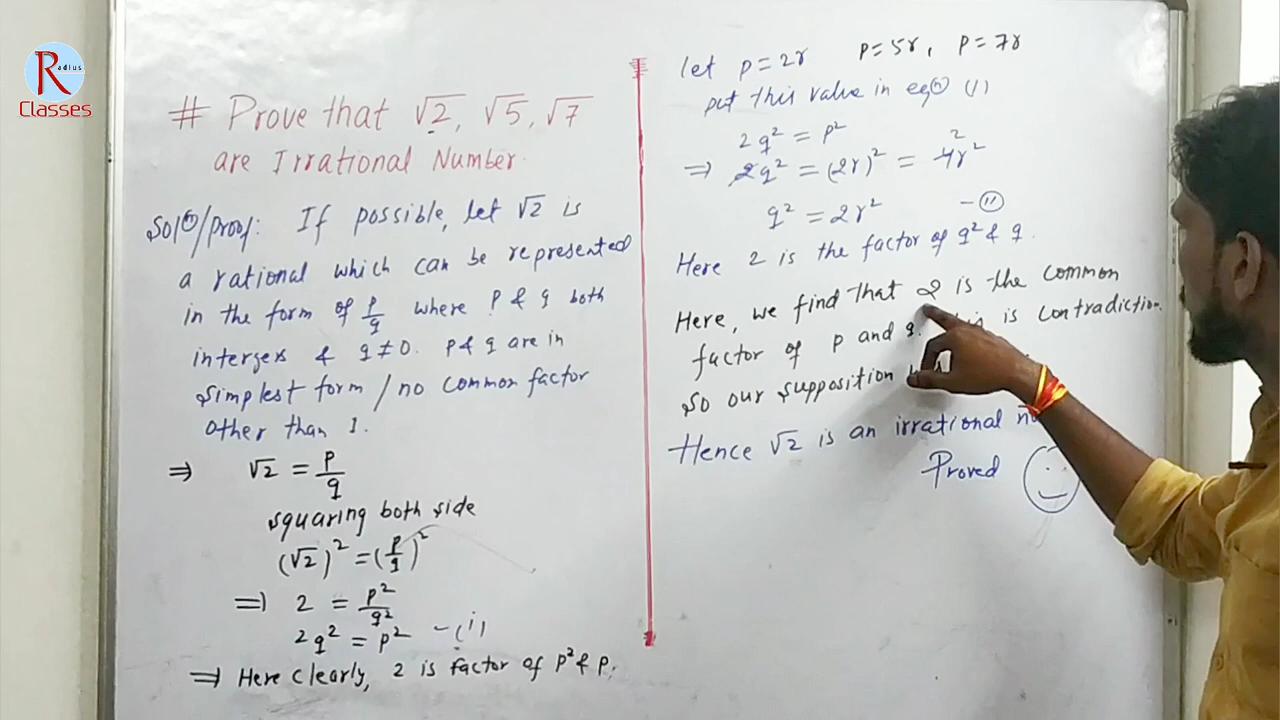 Radius
Classes
# Prove that √2, √5, √7
are Irrational Number.
Sol⁽ⁿ⁾/Proof: If possible, let √2 is
a rational which can be represented
in the form of p/q where P & q both
intergers & q ≠ 0. P & q are in
simplest form / no common factor
other than 1.
⇒ √2 = p/q
squaring both side
(√2)² = (p/q)²
⇒ 2 = p²/q²
2q² = p² - (i)
⇒ Here clearly, 2 is factor of p² & p.
let p = 2r p = 5r, p = 7r
put this value in eqⁿ (i)
2q² = p²
⇒ 2q² = (2r)² = 4r² 2
q² = 2r² - (ii)
Here 2 is the factor of q² & q.
Here, we find that 2 is the common
factor of p and q. is contradiction.
So our supposition
Hence √2 is an irrational
Proved